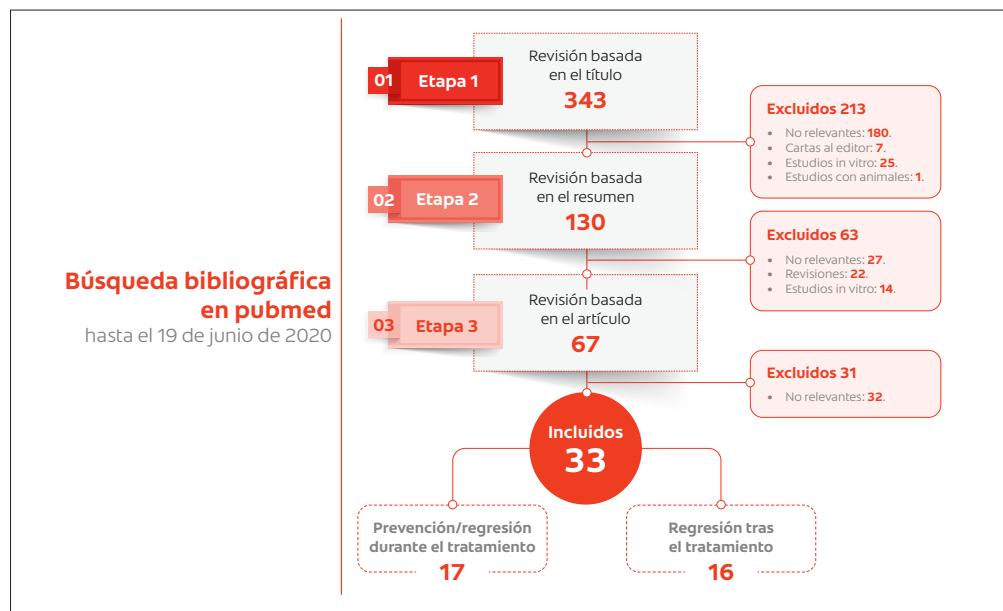 Búsqueda bibliográfica
en pubmed
hasta el 19 de junio de 2020
01
Etapa 1
Revisión basada
en el título
343
Excluidos 213
• No relevantes: 180.
• Cartas al editor: 7.
• Estudios in vitro: 25.
• Estudios con animales: 1.
02
Etapa 2
Revisión basada
en el resumen
130
Excluidos 63
• No relevantes: 27.
• Revisiones: 22.
• Estudios in vitro: 14.
03
Etapa 3
Revisión basada
en el artículo
67
Excluidos 31
• No relevantes: 32.
Incluidos
33
Prevención/regresión
durante el tratamiento
17
Regresión tras
el tratamiento
16